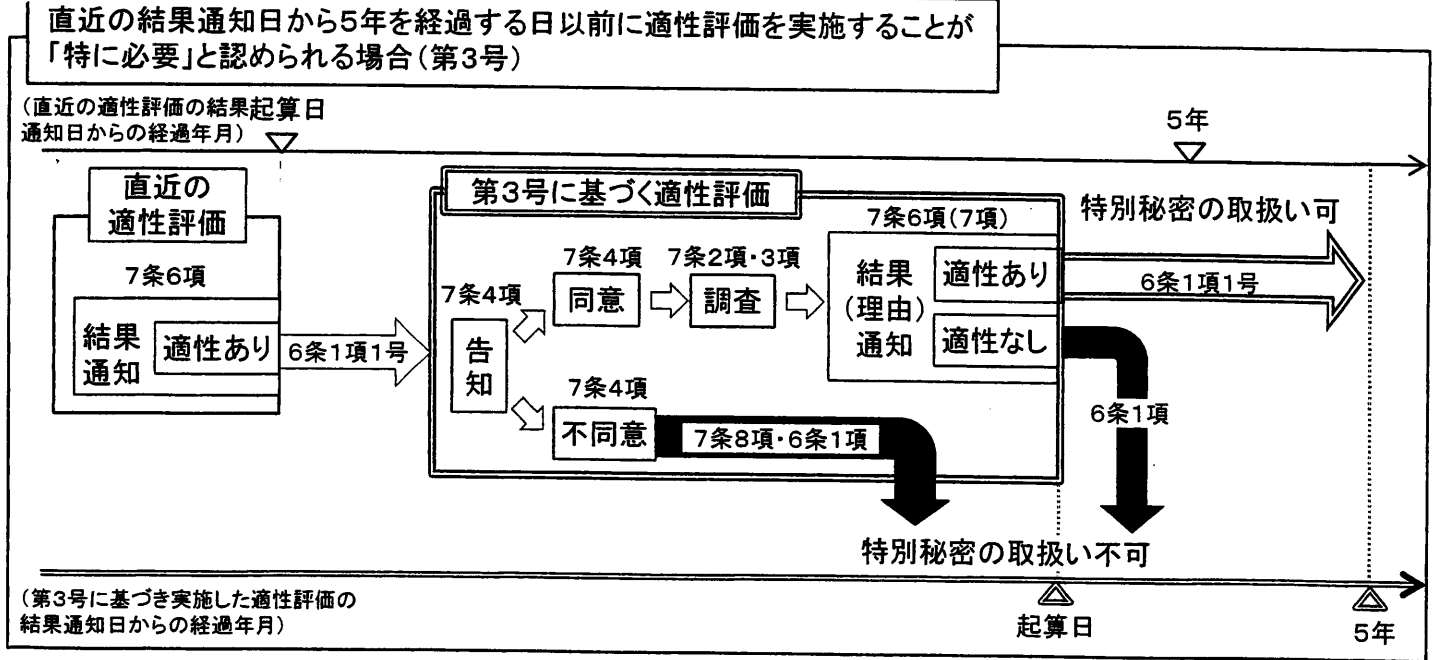 直近の結果通知日から5年を経過する日以前に適性評価を実施することが
「特に必要」と認められる場合(第3号)
(直近の適性評価の結果起算日
通知日からの経過年月)
5年
直近の
適性評価
7条6項
結果
通知
適性あり
6条1項1号
第3号に基づく適性評価
7条4項
告
知
7条4項
同意
7条2項・3項
調査
7条6項(7項)
結果
(理由)
通知
適性あり
適性なし
7条4項
不同意
7条8項・6条1項
特別秘密の取扱い可
6条1項1号
6条1項
特別秘密の取扱い不可
(第3号に基づき実施した適性評価の
結果通知日からの経過年月)
起算日
5年